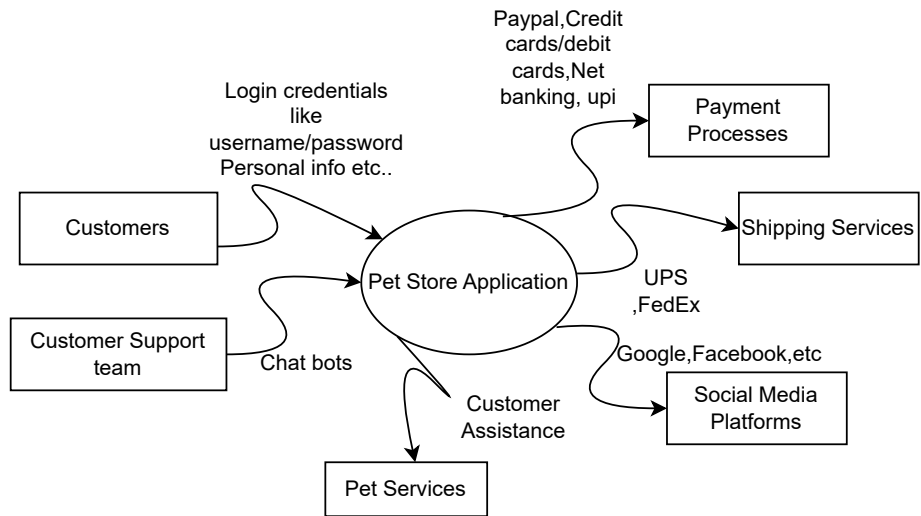 Paypal,Credit
cards/debit
cards,Net
banking, upi
Payment
Processes
Login credentials
like
username/password
Personal info etc..
Customers
Shipping Services
Pet Store Application
UPS
,FedEx
Customer Support
team
Chat bots
Google,Facebook,etc
Social Media
Platforms
Customer
Assistance
Pet Services